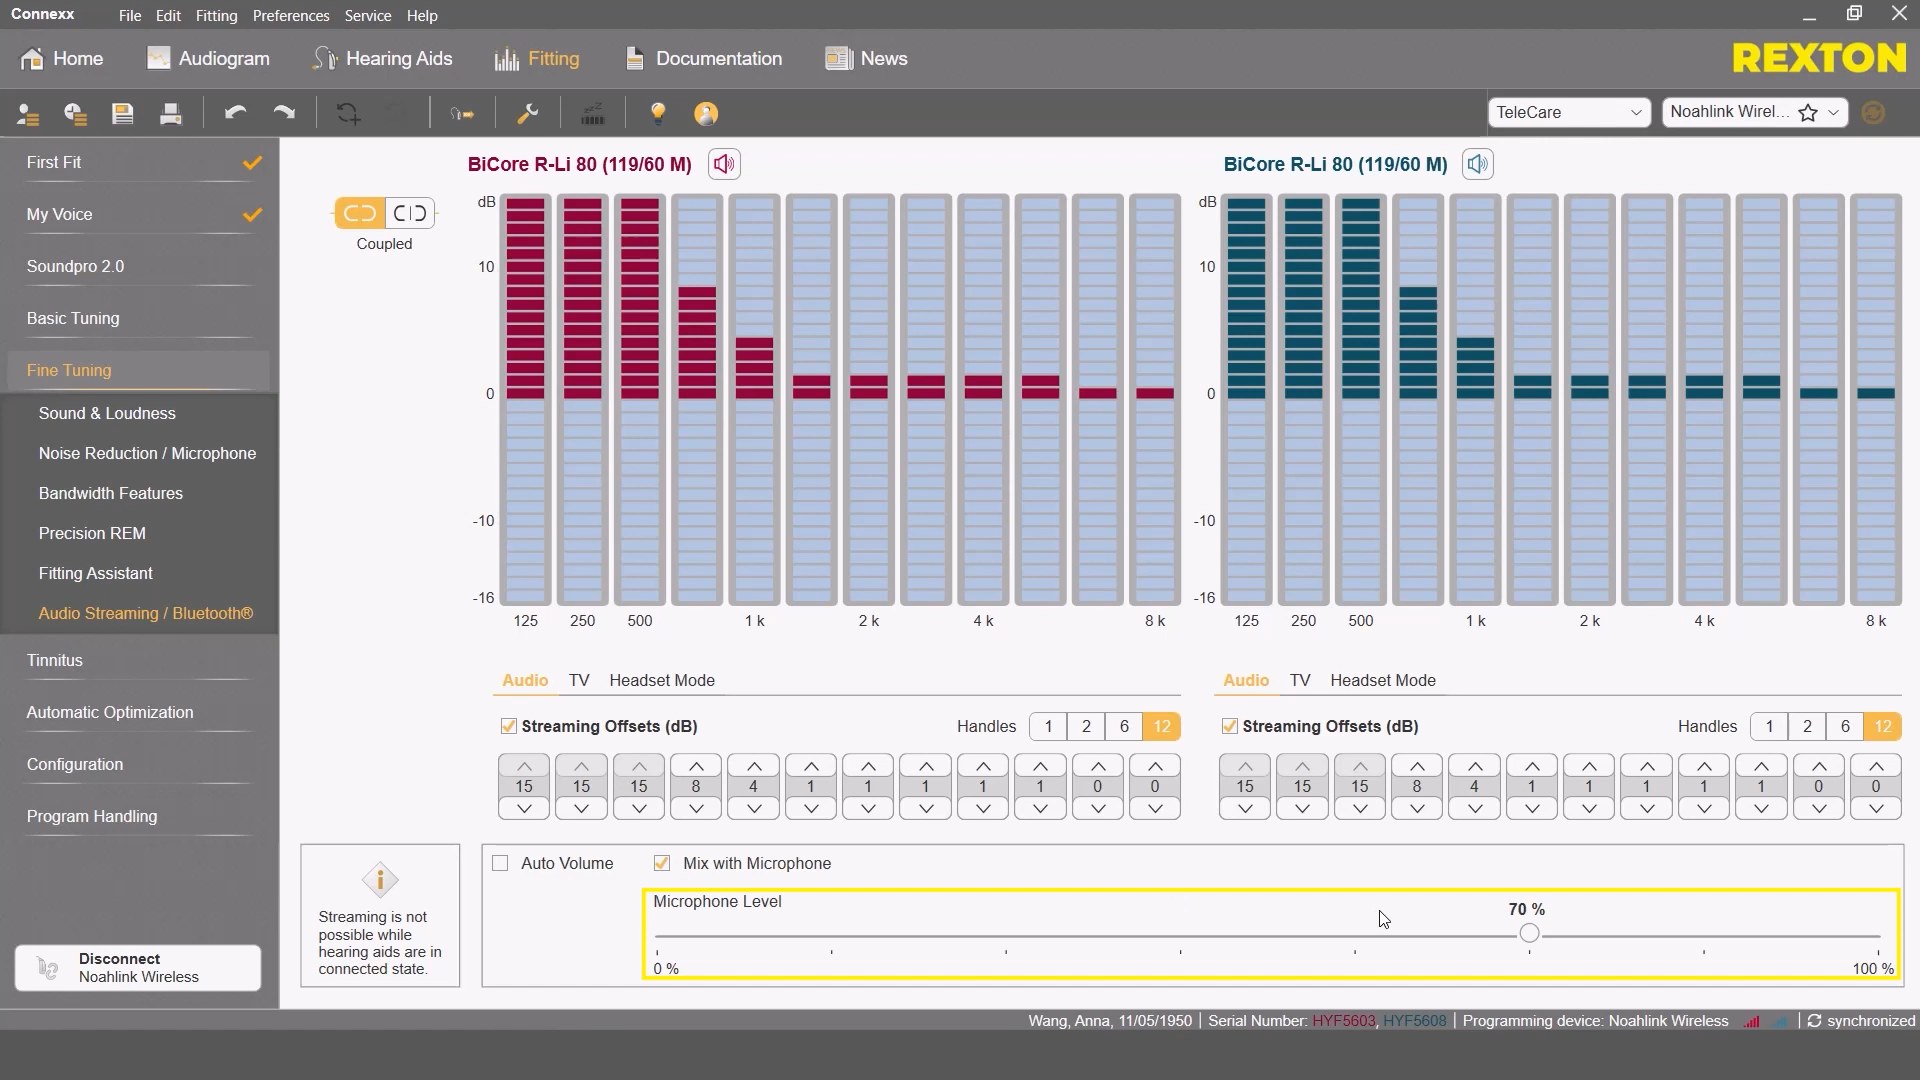 Connexx File Edit Fitting Preferences Service Help
Home Audiogram Hearing Aids Fitting Documentation News REXTON
TeleCare Noahlink Wirel...
First Fit
My Voice
Soundpro 2.0
Basic Tuning
Fine Tuning
Sound & Loudness
Noise Reduction / Microphone
Bandwidth Features
Precision REM
Fitting Assistant
Audio Streaming / Bluetooth®
Tinnitus
Automatic Optimization
Configuration
Program Handling
Disconnect
Noahlink Wireless
Coupled
BiCore R-Li 80 (119/60 M)
dB
10
0
-10
-16
125 250 500 1 k 2 k 4 k 8 k
Audio TV Headset Mode
Streaming Offsets (dB) Handles 1 2 6 12
15 15 15 8 4 1 1 1 1 1 0 0
BiCore R-Li 80 (119/60 M)
dB
10
0
-10
-16
125 250 500 1 k 2 k 4 k 8 k
Audio TV Headset Mode
Streaming Offsets (dB) Handles 1 2 6 12
15 15 15 8 4 1 1 1 1 1 0 0
i
Streaming is not
possible while
hearing aids are in
connected state.
Auto Volume Mix with Microphone
Microphone Level
70 %
0 % 100 %
Wang, Anna, 11/05/1950 Serial Number: HYF5603, HYF5608 Programming device: Noahlink Wireless synchronized